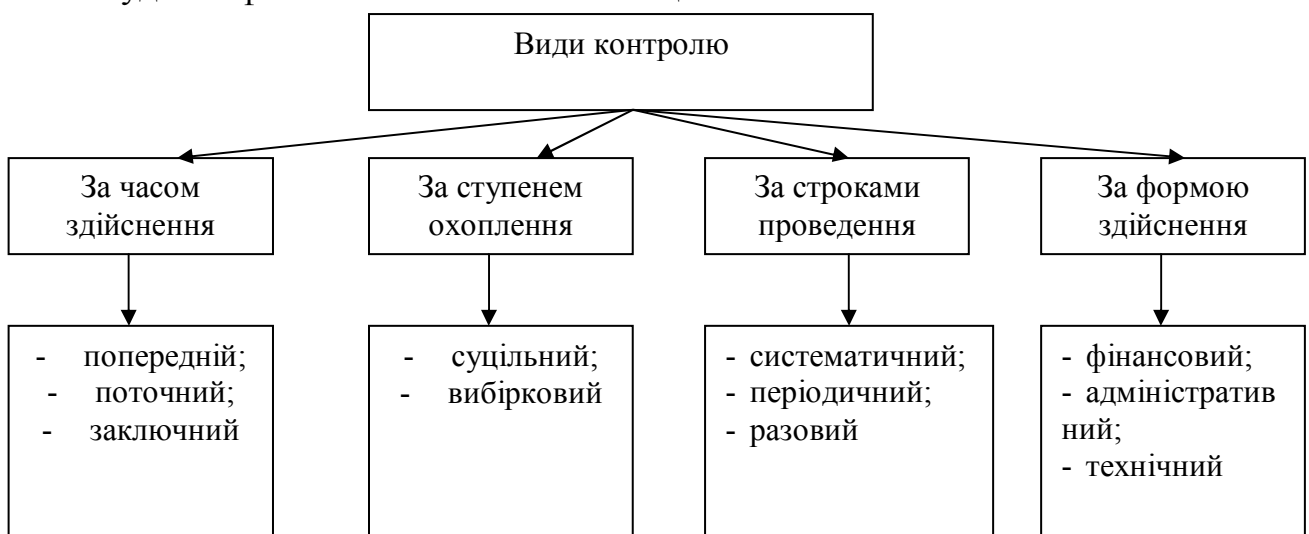 Види контролю
За часом
здійснення
За ступенем
охоплення
За строками
проведення
За формою
здійснення
- попередній;
- поточний;
- заключний
- суцільний;
- вибірковий
- систематичний;
- періодичний;
- разовий
- фінансовий;
- адміністратив
ний;
- технічний